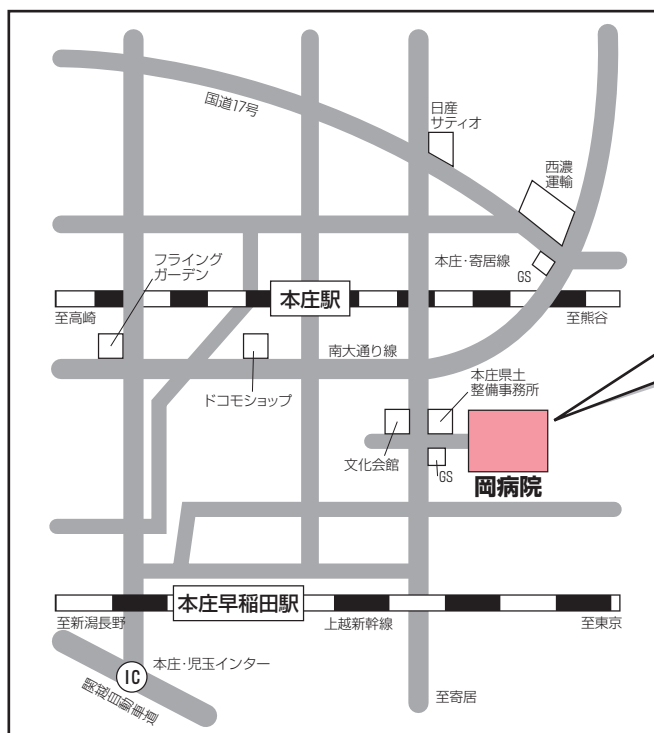 国道17号
日産
サティオ
西濃
運輸
フライング
ガーデン
本庄・寄居線
GS
本庄駅
至高崎
至熊谷
南大通り線
ドコモショップ
本庄県土
整備事務所
文化会館
GS
岡病院
本庄早稲田駅
至新潟長野
上越新幹線
至東京
本庄・児玉インター
IC
関越自動車道
至寄居